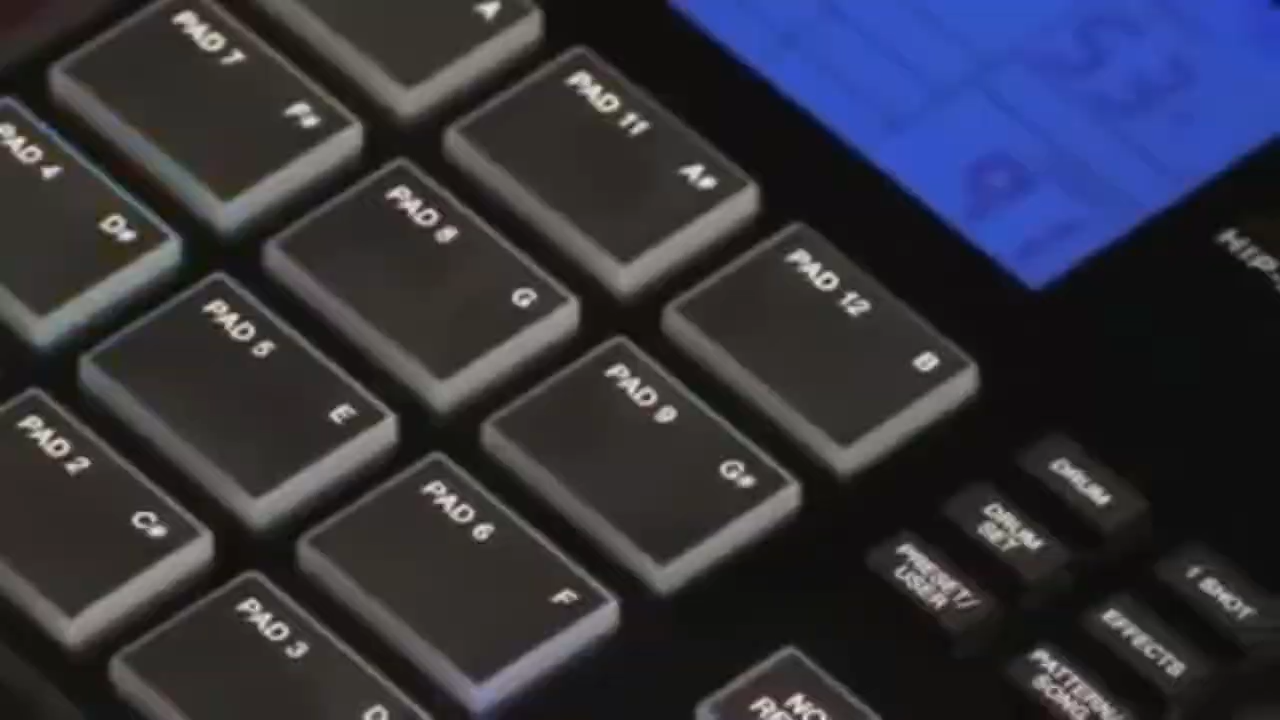 A
PAD 7
F#
PAD 11
A#
PAD 4
D#
PAD 8
G
PAD 12
B
PAD 5
E
PAD 9
G#
PAD 2
C#
PAD 6
F
PAD 3
DRUM
DRUM
SET
PRESET/
USER
1 SHOT
EFFECTS
PATTERN/
SONG